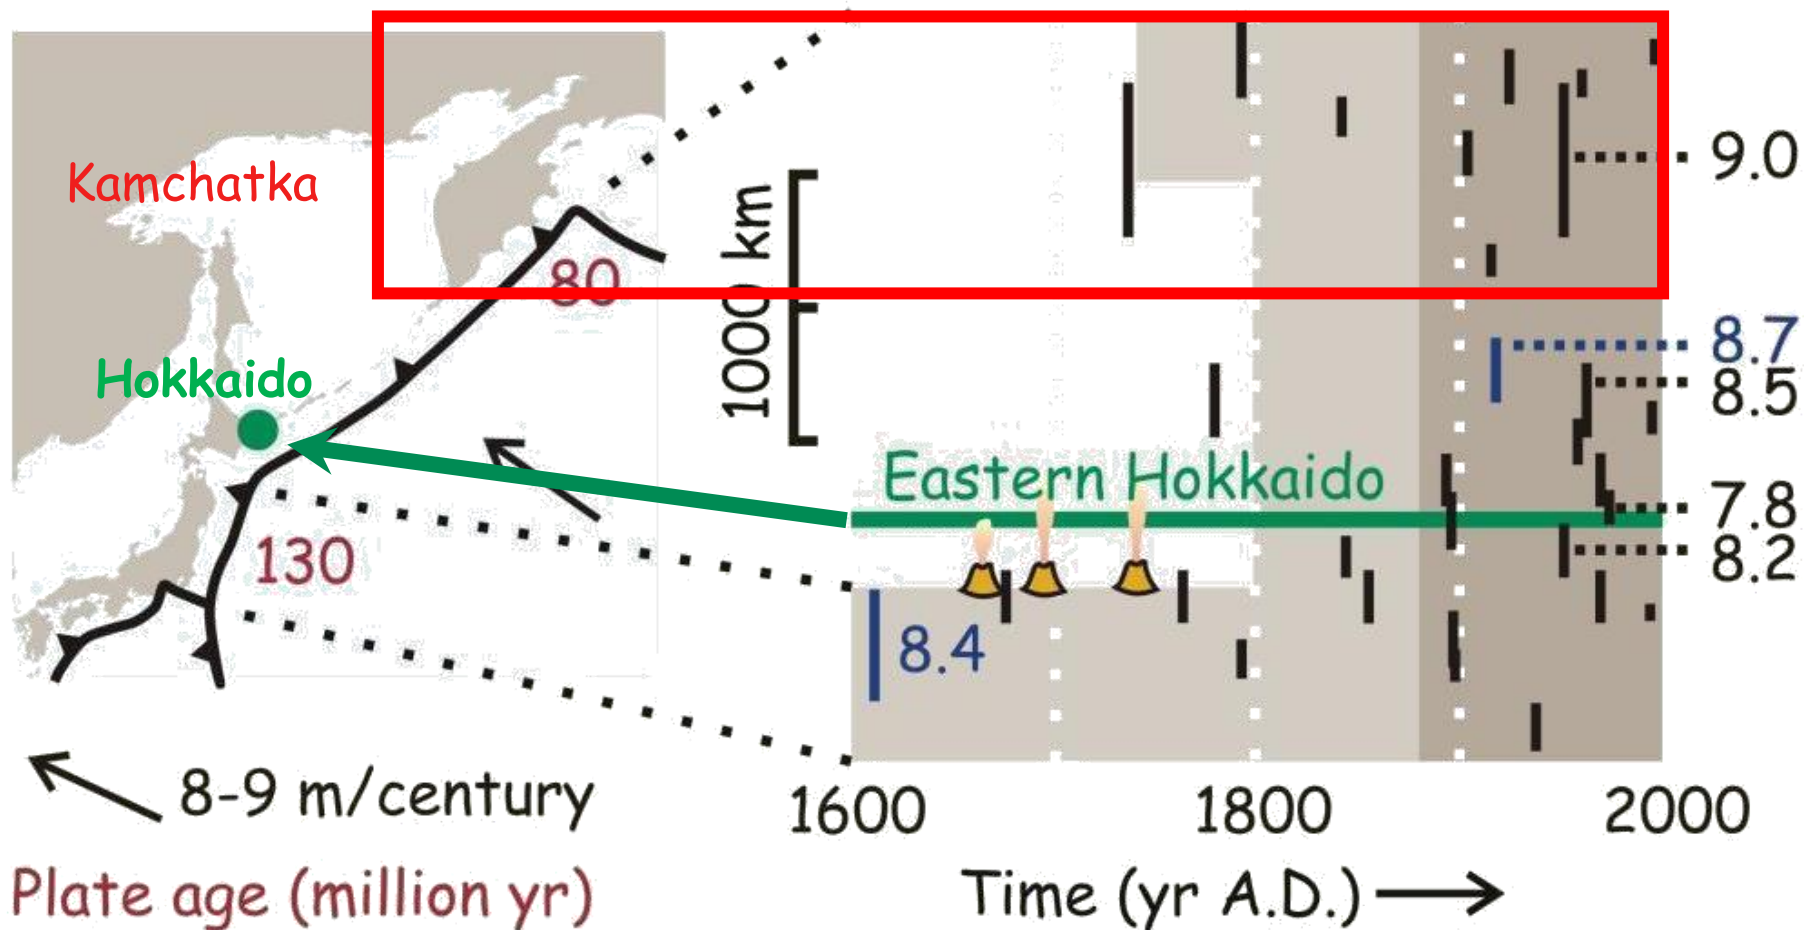 Kamchatka
80
Hokkaido
130
8-9 m/century
Plate age (million yr)
1000 km
9.0
8.7
8.5
Eastern Hokkaido
7.8
8.2
8.4
1600
1800
2000
Time (yr A.D.)